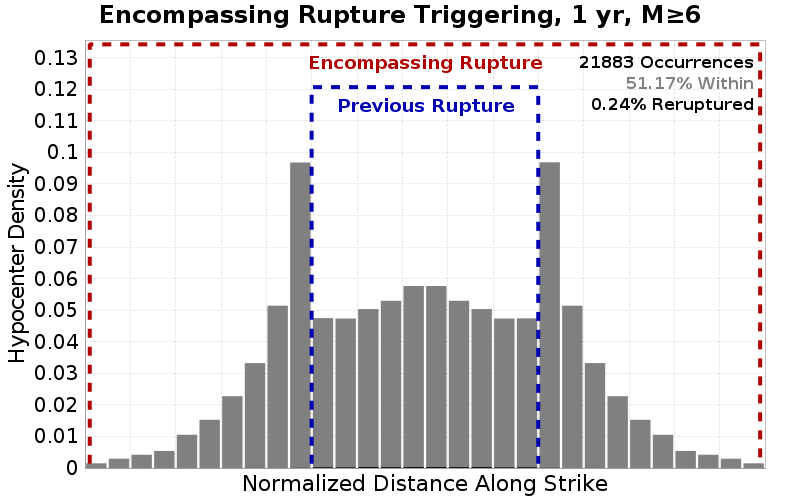 Encompassing Rupture Triggering, 1 yr, M≥6
Encompassing Rupture
21883 Occurrences
51.17% Within
0.24% Reruptured
Previous Rupture
Hypocenter Density
0.13
0.12
0.11
0.1
0.09
0.08
0.07
0.06
0.05
0.04
0.03
0.02
0.01
0
Normalized Distance Along Strike